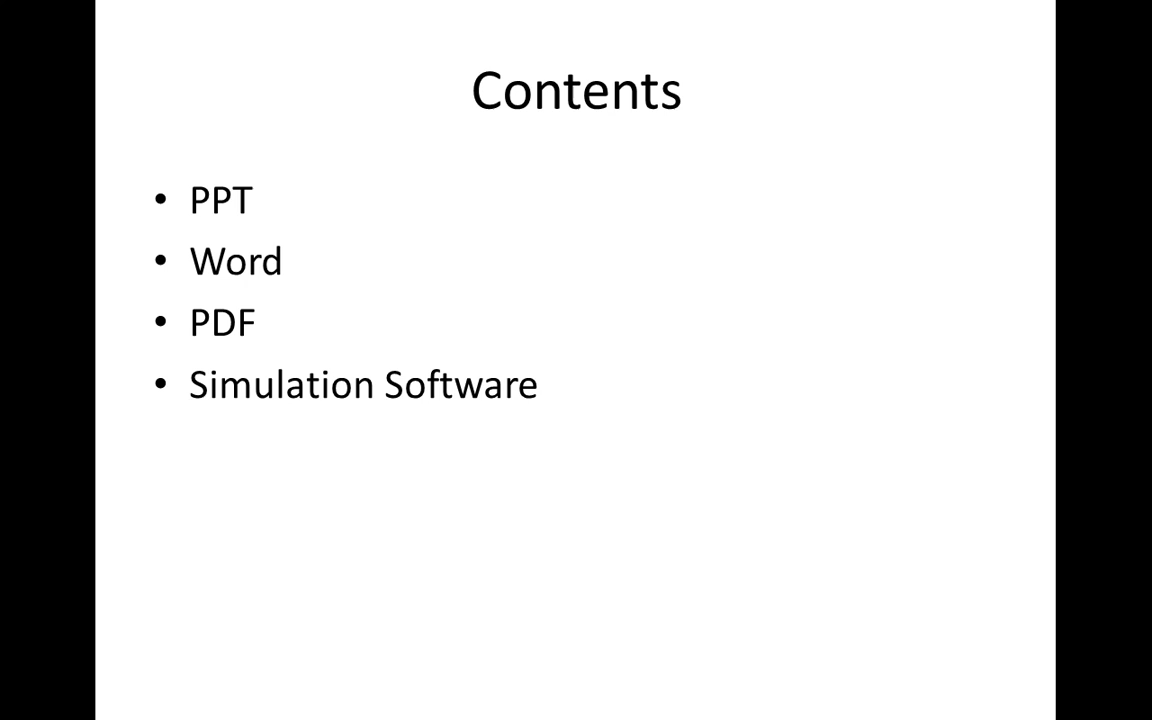 Contents
• PPT
• Word
• PDF
• Simulation Software